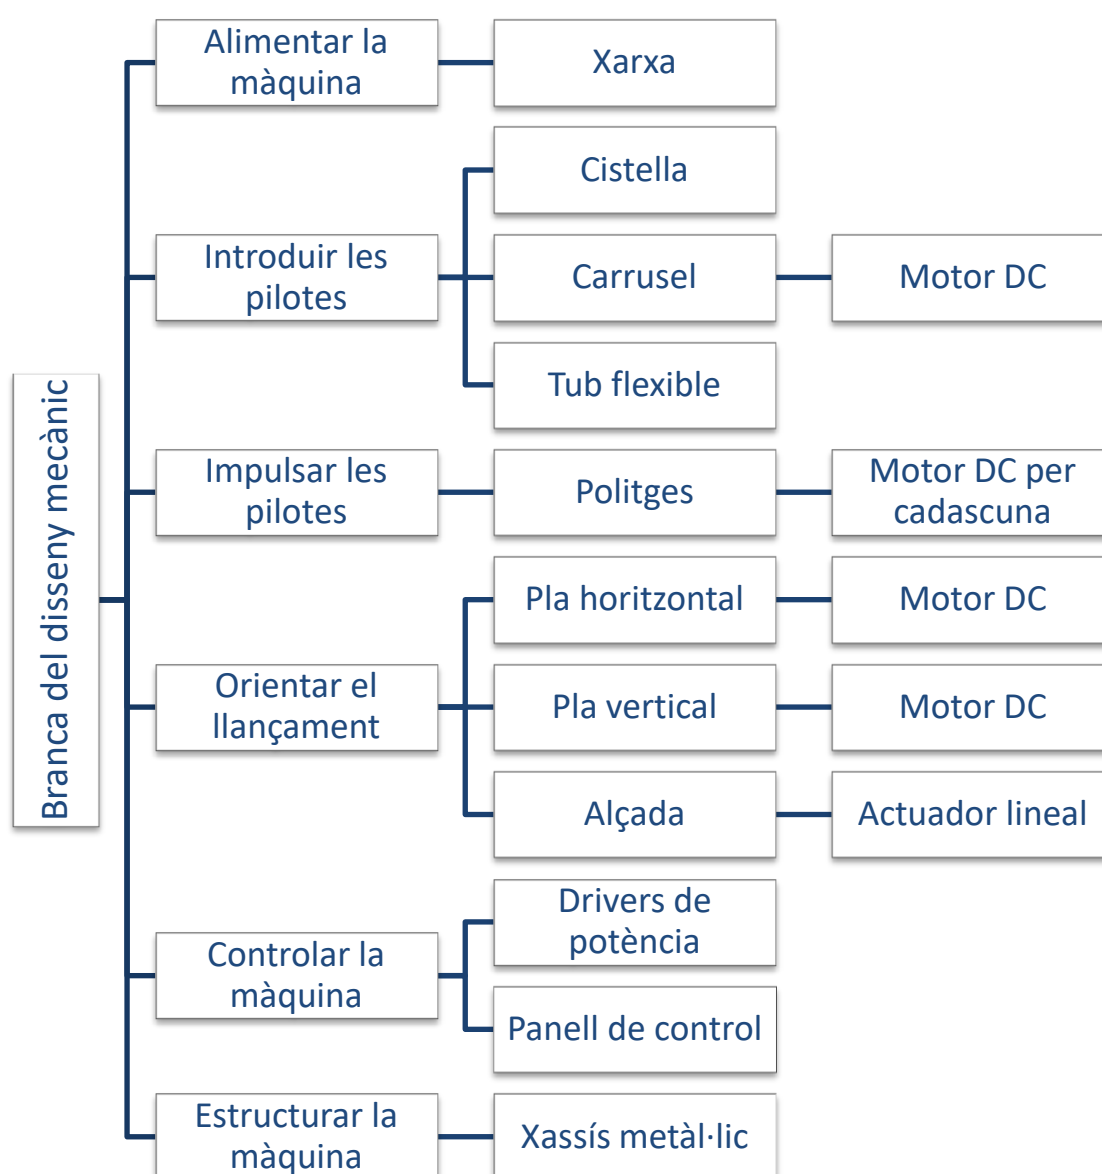 Branca del disseny mecànic
Alimentar la
màquina
Xarxa
Introduir les
pilotes
Cistella
Carrusel
Motor DC
Tub flexible
Impulsar les
pilotes
Politges
Motor DC per
cadascuna
Orientar el
llançament
Pla horitzontal
Motor DC
Pla vertical
Motor DC
Alçada
Actuador lineal
Controlar la
màquina
Drivers de
potència
Panell de control
Estructurar la
màquina
Xassís metàl·lic